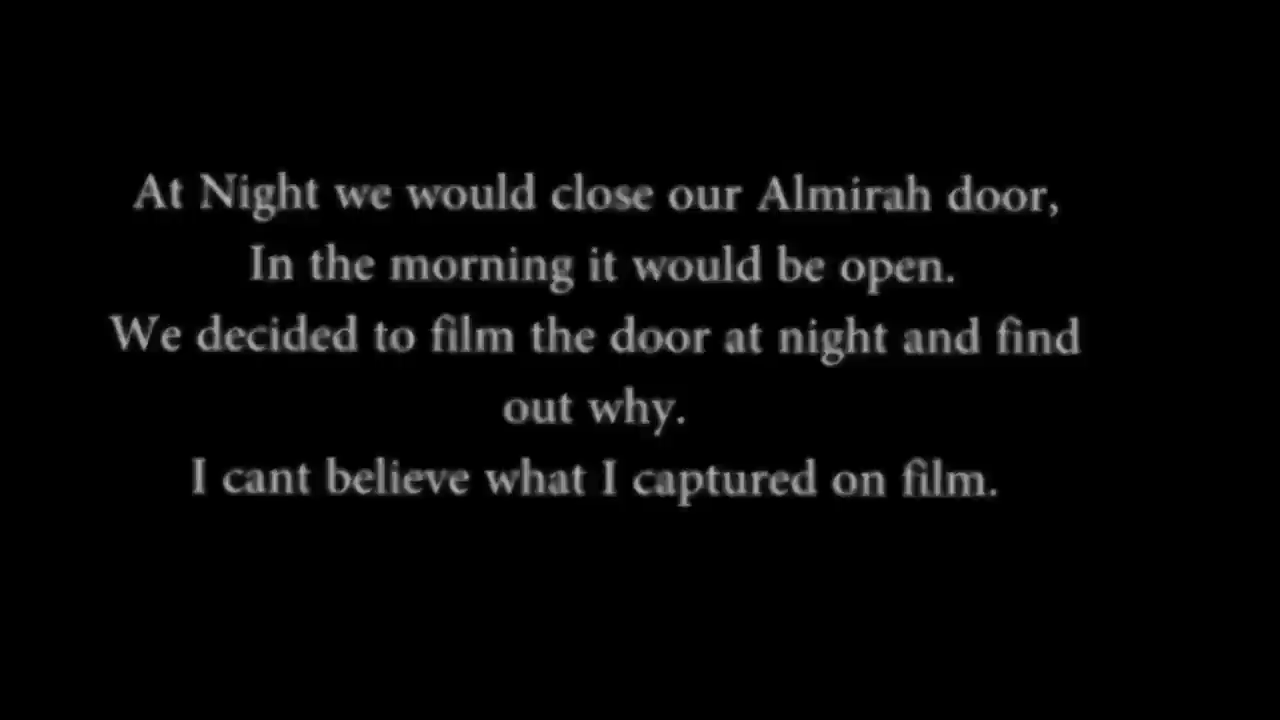 At Night we would close our Almirah door,
In the morning it would be open.
We decided to film the door at night and find
out why.
I cant believe what I captured on film.